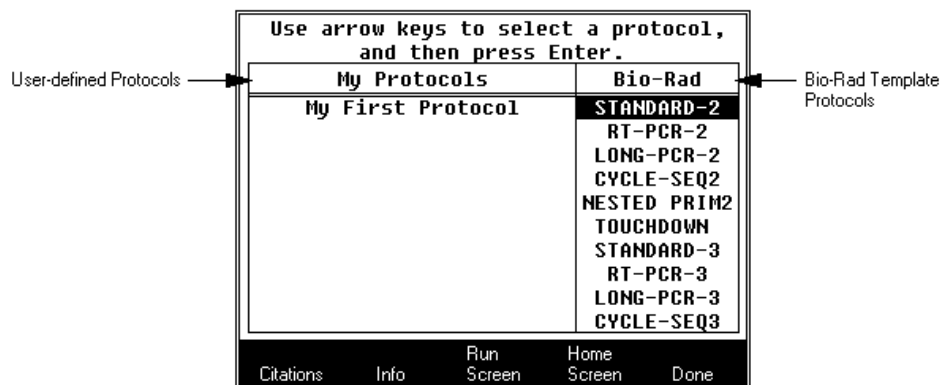 Use arrow keys to select a protocol,
and then press Enter.
User-defined Protocols
My Protocols
Bio-Rad
Bio-Rad Template
Protocols
My First Protocol
STANDARD-2
RT-PCR-2
LONG-PCR-2
CYCLE-SEQ2
NESTED PRIM2
TOUCHDOWN
STANDARD-3
RT-PCR-3
LONG-PCR-3
CYCLE-SEQ3
Citations
Info
Run
Screen
Home
Screen
Done